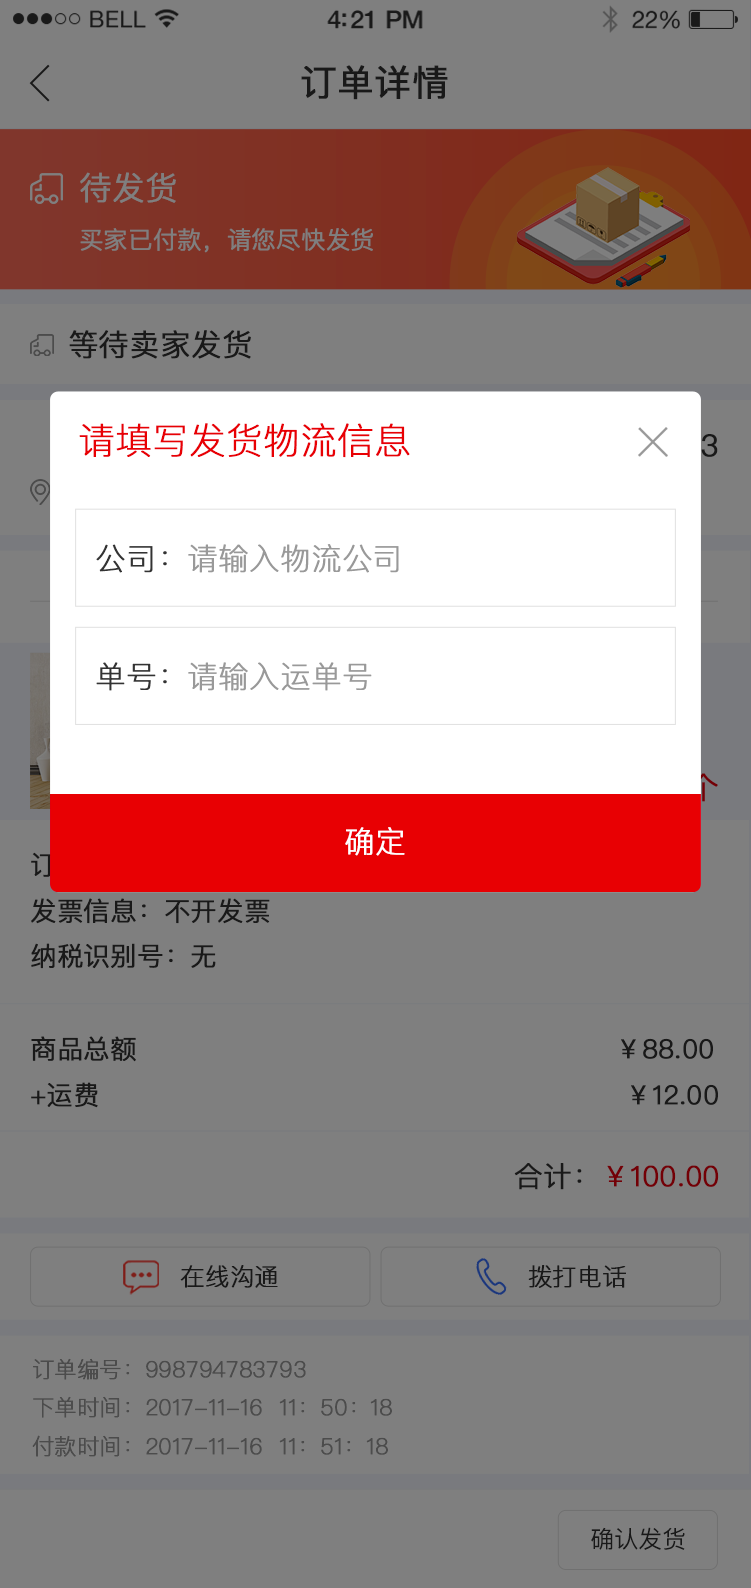 BELL 4:21 PM 22%
订单详情
待发货
买家已付款，请您尽快发货
等待卖家发货
请填写发货物流信息
3
公司：请输入物流公司
单号：请输入运单号
个
确定
订
发票信息：不开发票
纳税识别号：无
商品总额 ¥88.00
+运费 ¥12.00
合计：¥100.00
在线沟通 拨打电话
订单编号：998794783793
下单时间：2017-11-16 11：50：18
付款时间：2017-11-16 11：51：18
确认发货